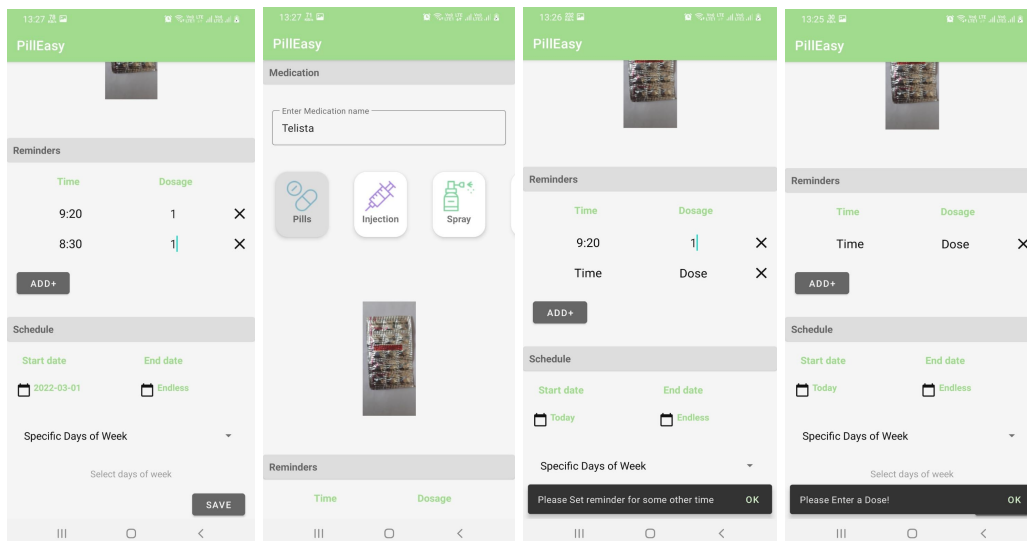 13:27
PillEasy
Reminders
Time Dosage
9:20 1
8:30 1
ADD+
Schedule
Start date End date
2022-03-01 Endless
Specific Days of Week
Select days of week
SAVE
13:27
PillEasy
Medication
Enter Medication name
Telista
Pills Injection Spray
Reminders
Time Dosage
13:26
PillEasy
Reminders
Time Dosage
9:20 1
Time Dose
ADD+
Schedule
Start date End date
Today Endless
Specific Days of Week
Please Set reminder for some other time OK
13:25
PillEasy
Reminders
Time Dosage
Time Dose
ADD+
Schedule
Start date End date
Today Endless
Specific Days of Week
Select days of week
Please Enter a Dose! OK